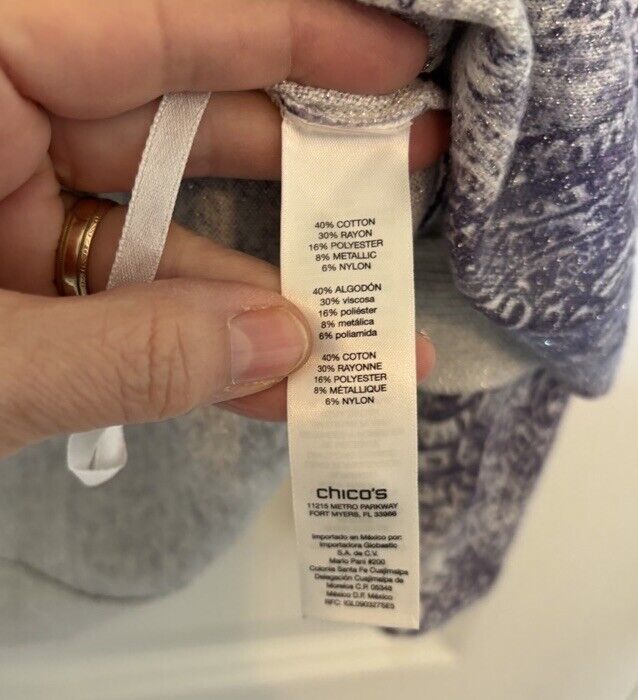 40% COTTON
30% RAYON
16% POLYESTER
8% METALLIC
6% NYLON
40% ALGODÓN
30% viscosa
16% poliéster
8% metálica
6% poliamida
40% COTON
30% RAYONNE
16% POLYESTER
8% MÉTALLIQUE
6% NYLON
chico's
11215 METRO PARKWAY
FORT MYERS, FL 33966
Importado en México por:
Importadora Globastic
S.A. de C.V.
Mario Pani #200
Colonia Santa Fe Cuajimalpa
Delegación Cuajimalpa de
Morelos C.P. 05348
México D.F. México
RFC: IGL090327SE5